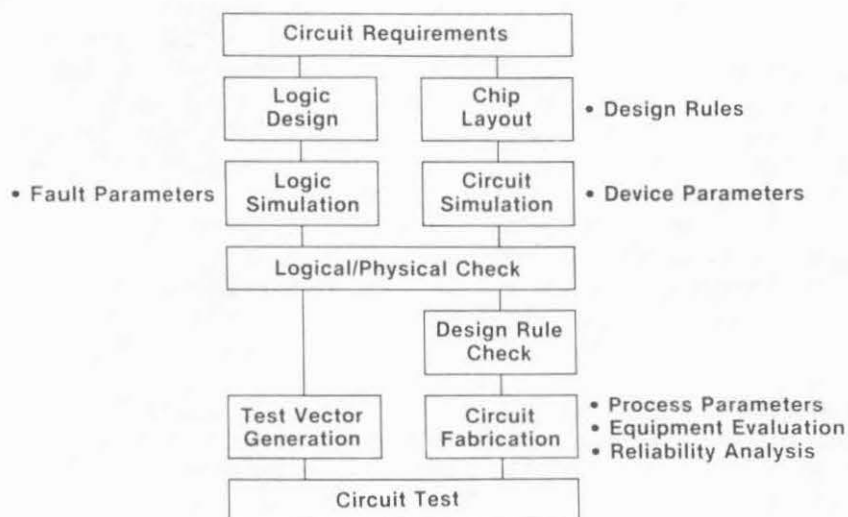 Circuit Requirements
Logic
Design
Chip
Layout
• Design Rules
• Fault Parameters
Logic
Simulation
Circuit
Simulation
• Device Parameters
Logical/Physical Check
Design Rule
Check
Test Vector
Generation
Circuit
Fabrication
• Process Parameters
• Equipment Evaluation
• Reliability Analysis
Circuit Test